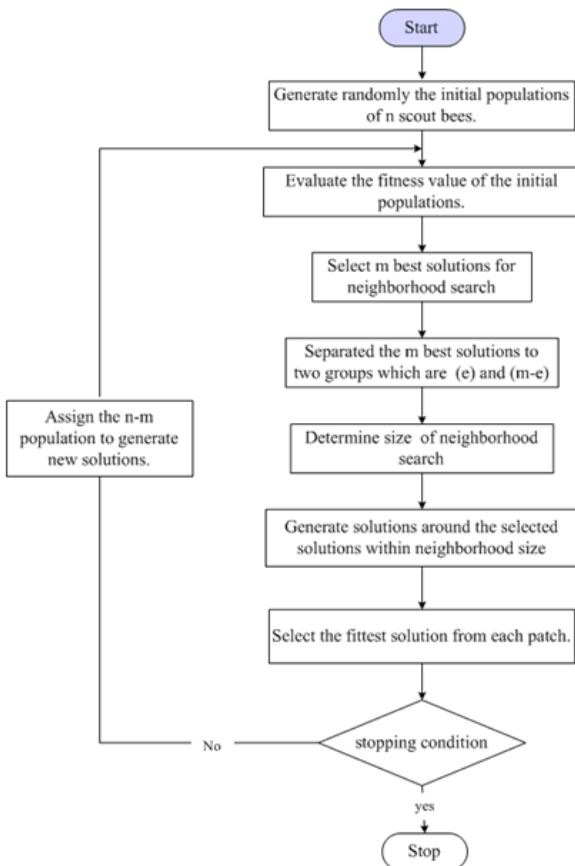 Start
Generate randomly the initial populations
of n scout bees.
Evaluate the fitness value of the initial
populations.
Select m best solutions for
neighborhood search
Separated the m best solutions to
two groups which are (e) and (m-e)
Assign the n-m
population to generate
new solutions.
Determine size of neighborhood
search
Generate solutions around the selected
solutions within neighborhood size
Select the fittest solution from each patch.
stopping condition
No
yes
Stop